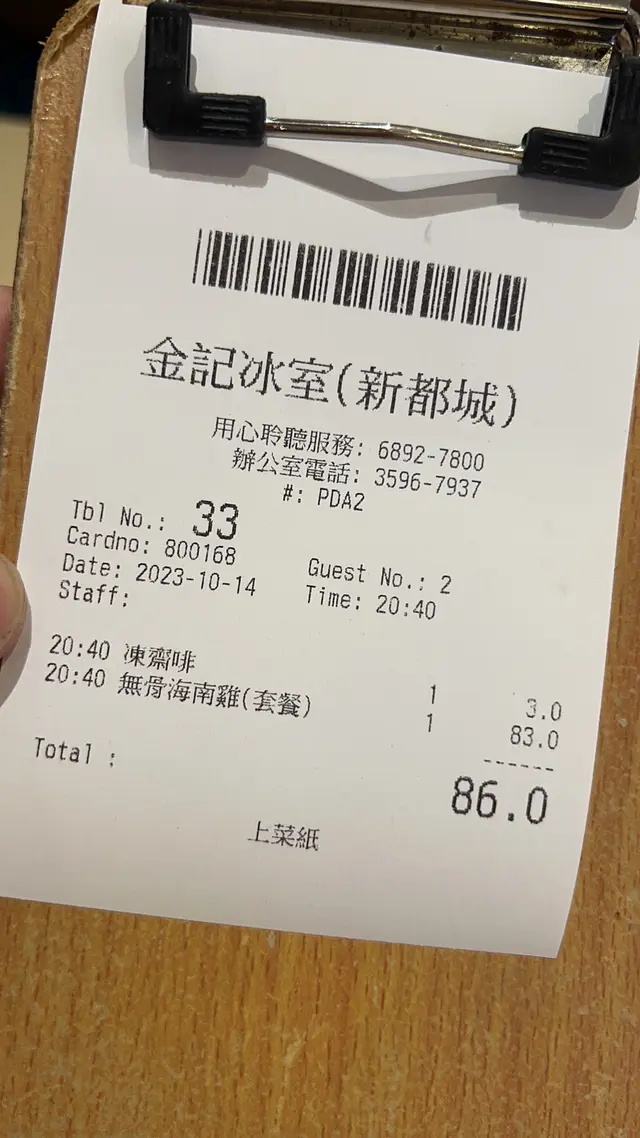 金記冰室(新都城)
用心聆聽服務: 6892-7800
辦公室電話: 3596-7937
#: PDA2
Tbl No.: 33
Cardno: 800168 Guest No.: 2
Date: 2023-10-14 Time: 20:40
Staff:
20:40 凍齋啡 1 3.0
20:40 無骨海南雞(套餐) 1 83.0
------
Total : 86.0
上菜紙